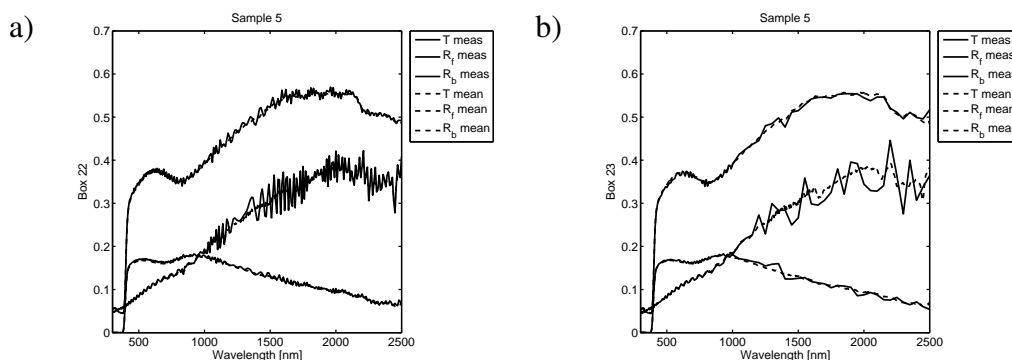 a)
Sample 5
0.7
0.6
0.5
0.4
0.3
0.2
0.1
0
Box 22
500
1000
1500
2000
2500
Wavelength [nm]
T meas
R_f meas
R_b meas
T mean
R_f mean
R_b mean
b)
Sample 5
0.7
0.6
0.5
0.4
0.3
0.2
0.1
0
Box 23
500
1000
1500
2000
2500
Wavelength [nm]
T meas
R_f meas
R_b meas
T mean
R_f mean
R_b mean